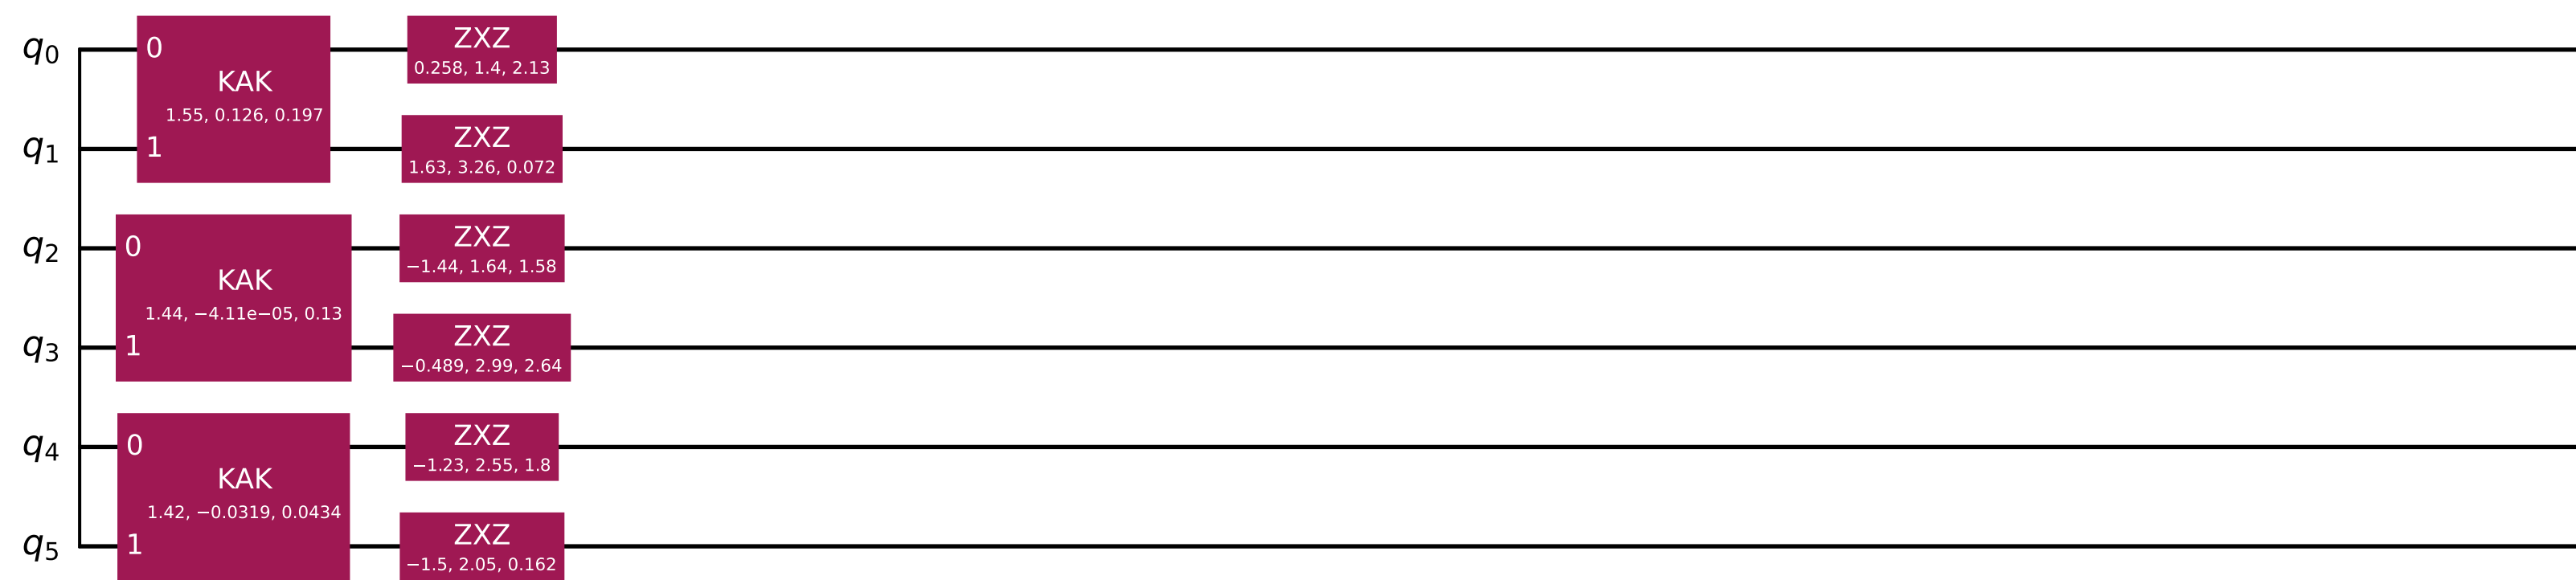 q0
0
KAK
1.55, 0.126, 0.197
ZXZ
0.258, 1.4, 2.13
q1
1
ZXZ
1.63, 3.26, 0.072
q2
0
KAK
1.44, −4.11e−05, 0.13
ZXZ
−1.44, 1.64, 1.58
q3
1
ZXZ
−0.489, 2.99, 2.64
q4
0
KAK
1.42, −0.0319, 0.0434
ZXZ
−1.23, 2.55, 1.8
q5
1
ZXZ
−1.5, 2.05, 0.162